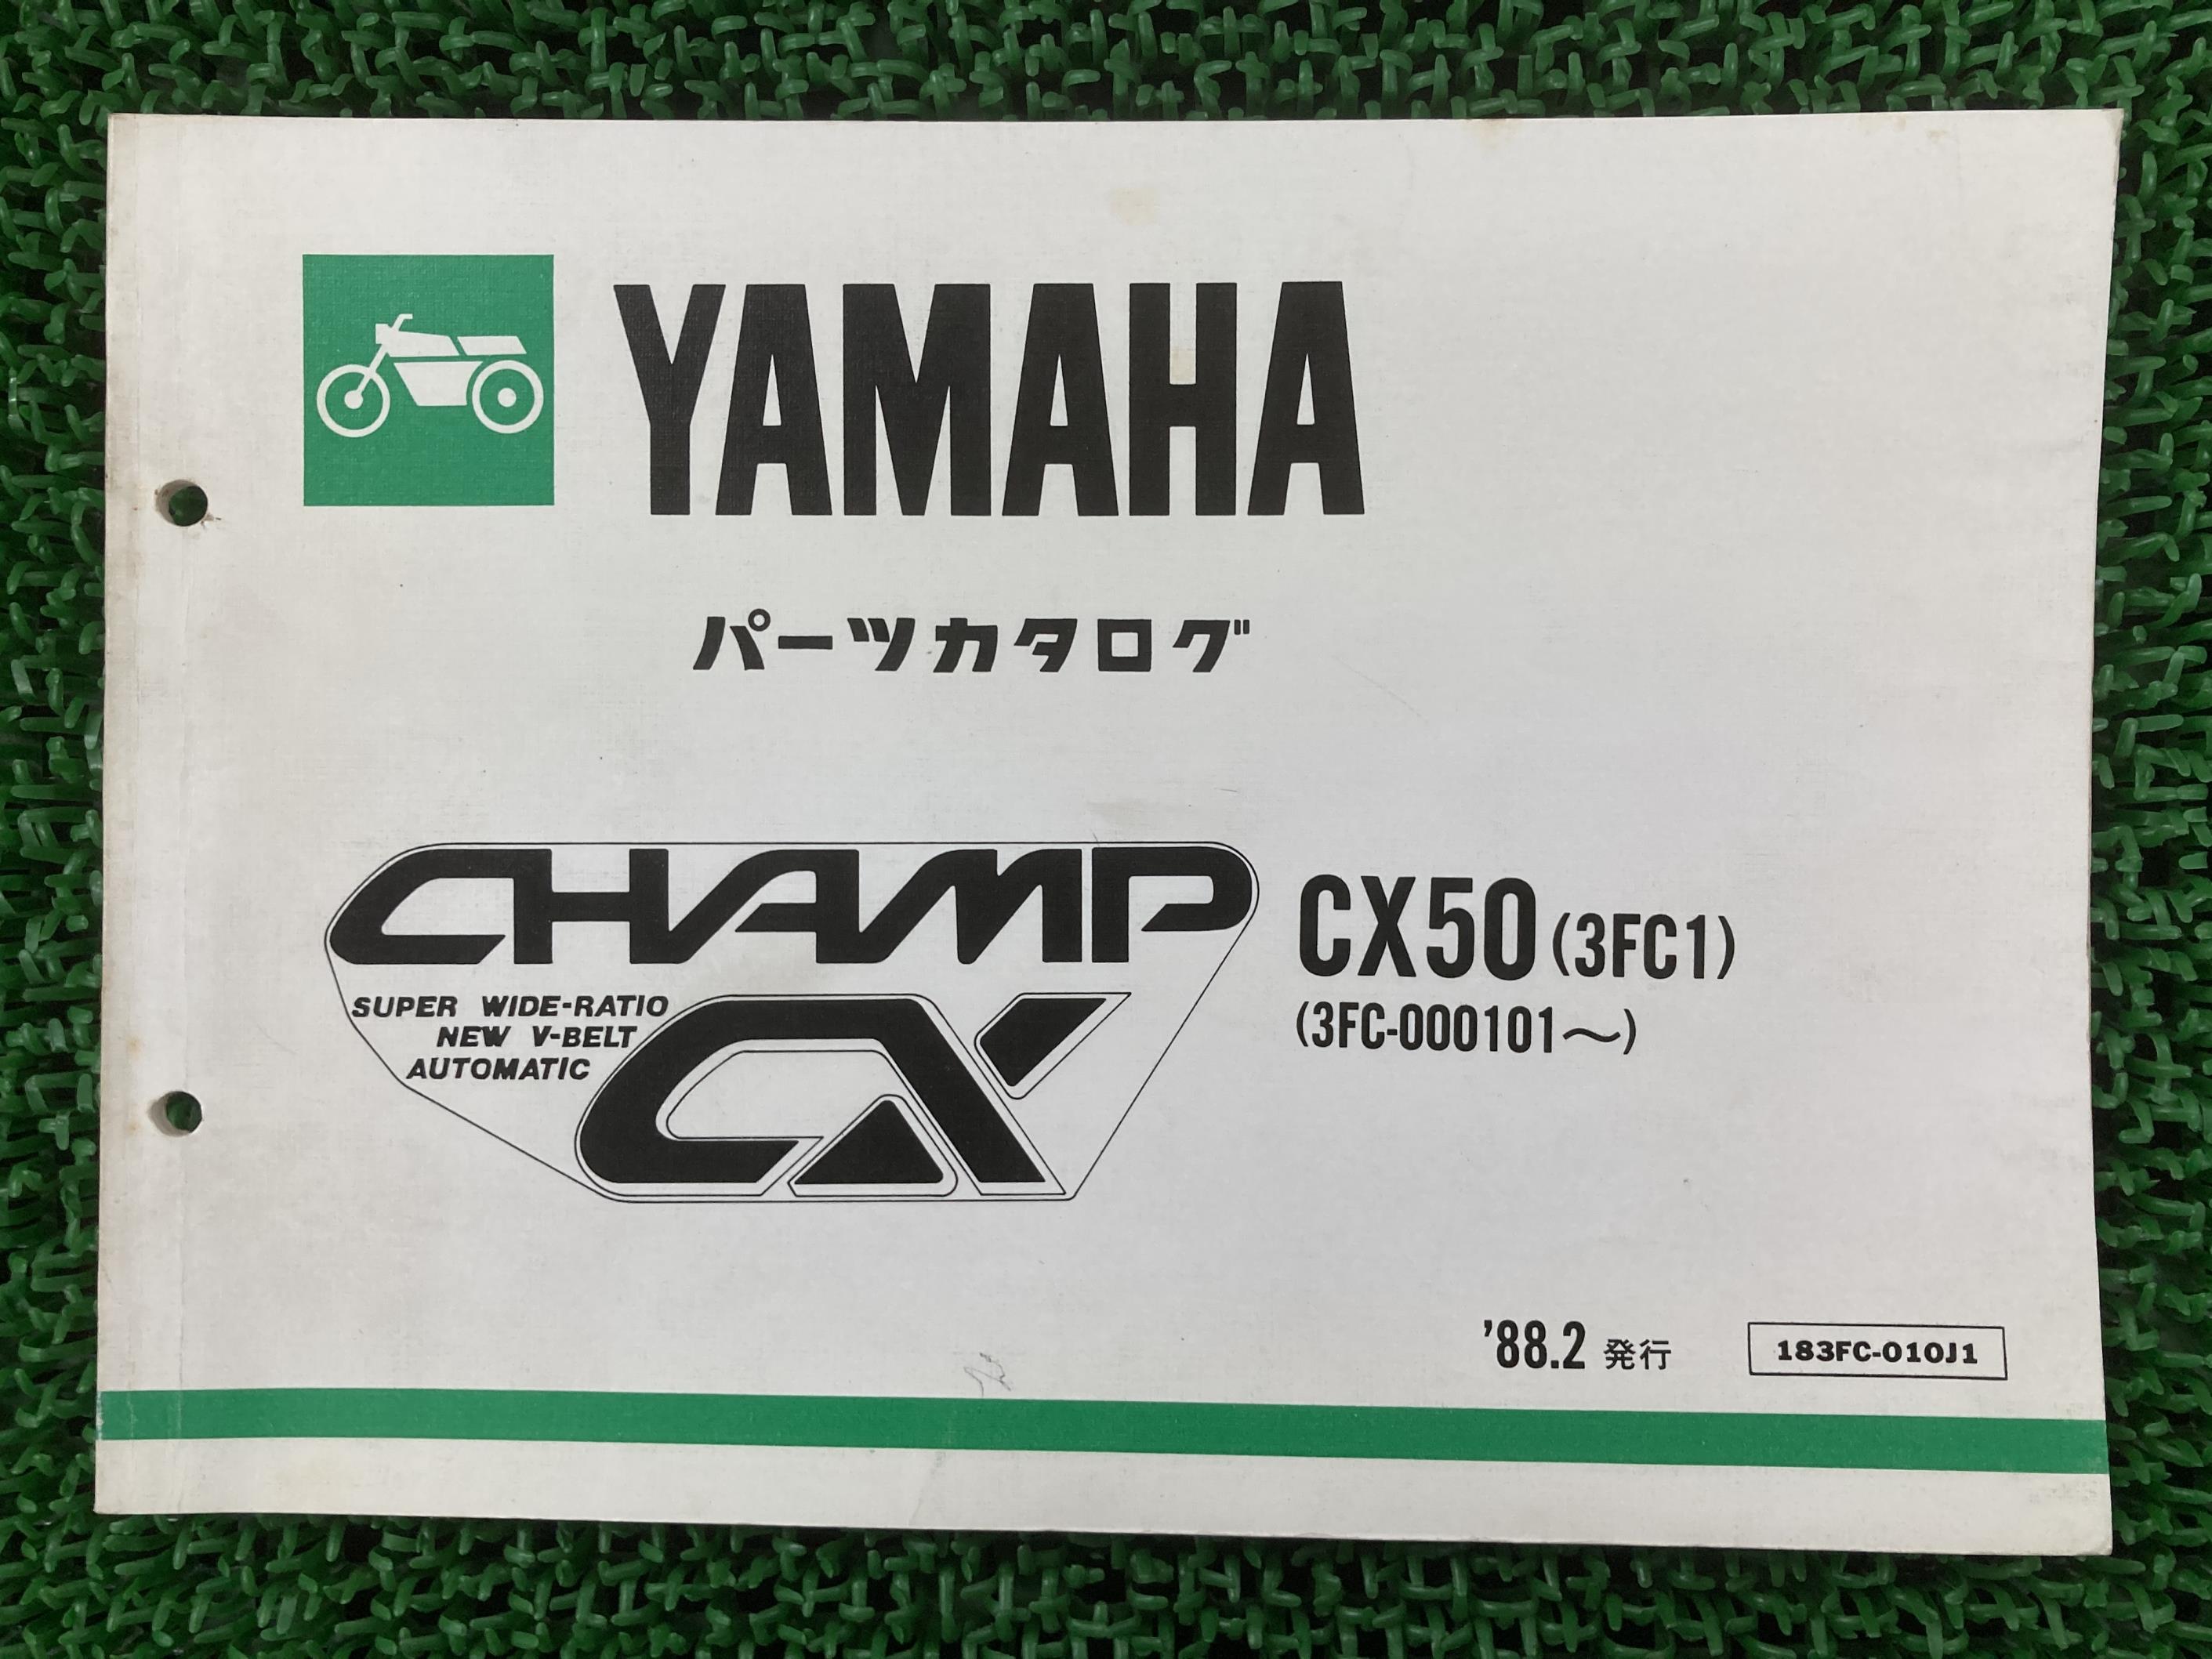 YAMAHA
パーツカタログ
CHAMP
SUPER WIDE-RATIO
NEW V-BELT
AUTOMATIC
CX
CX50 (3FC1)
(3FC-000101〜)
'88.2 発行
183FC-010J1